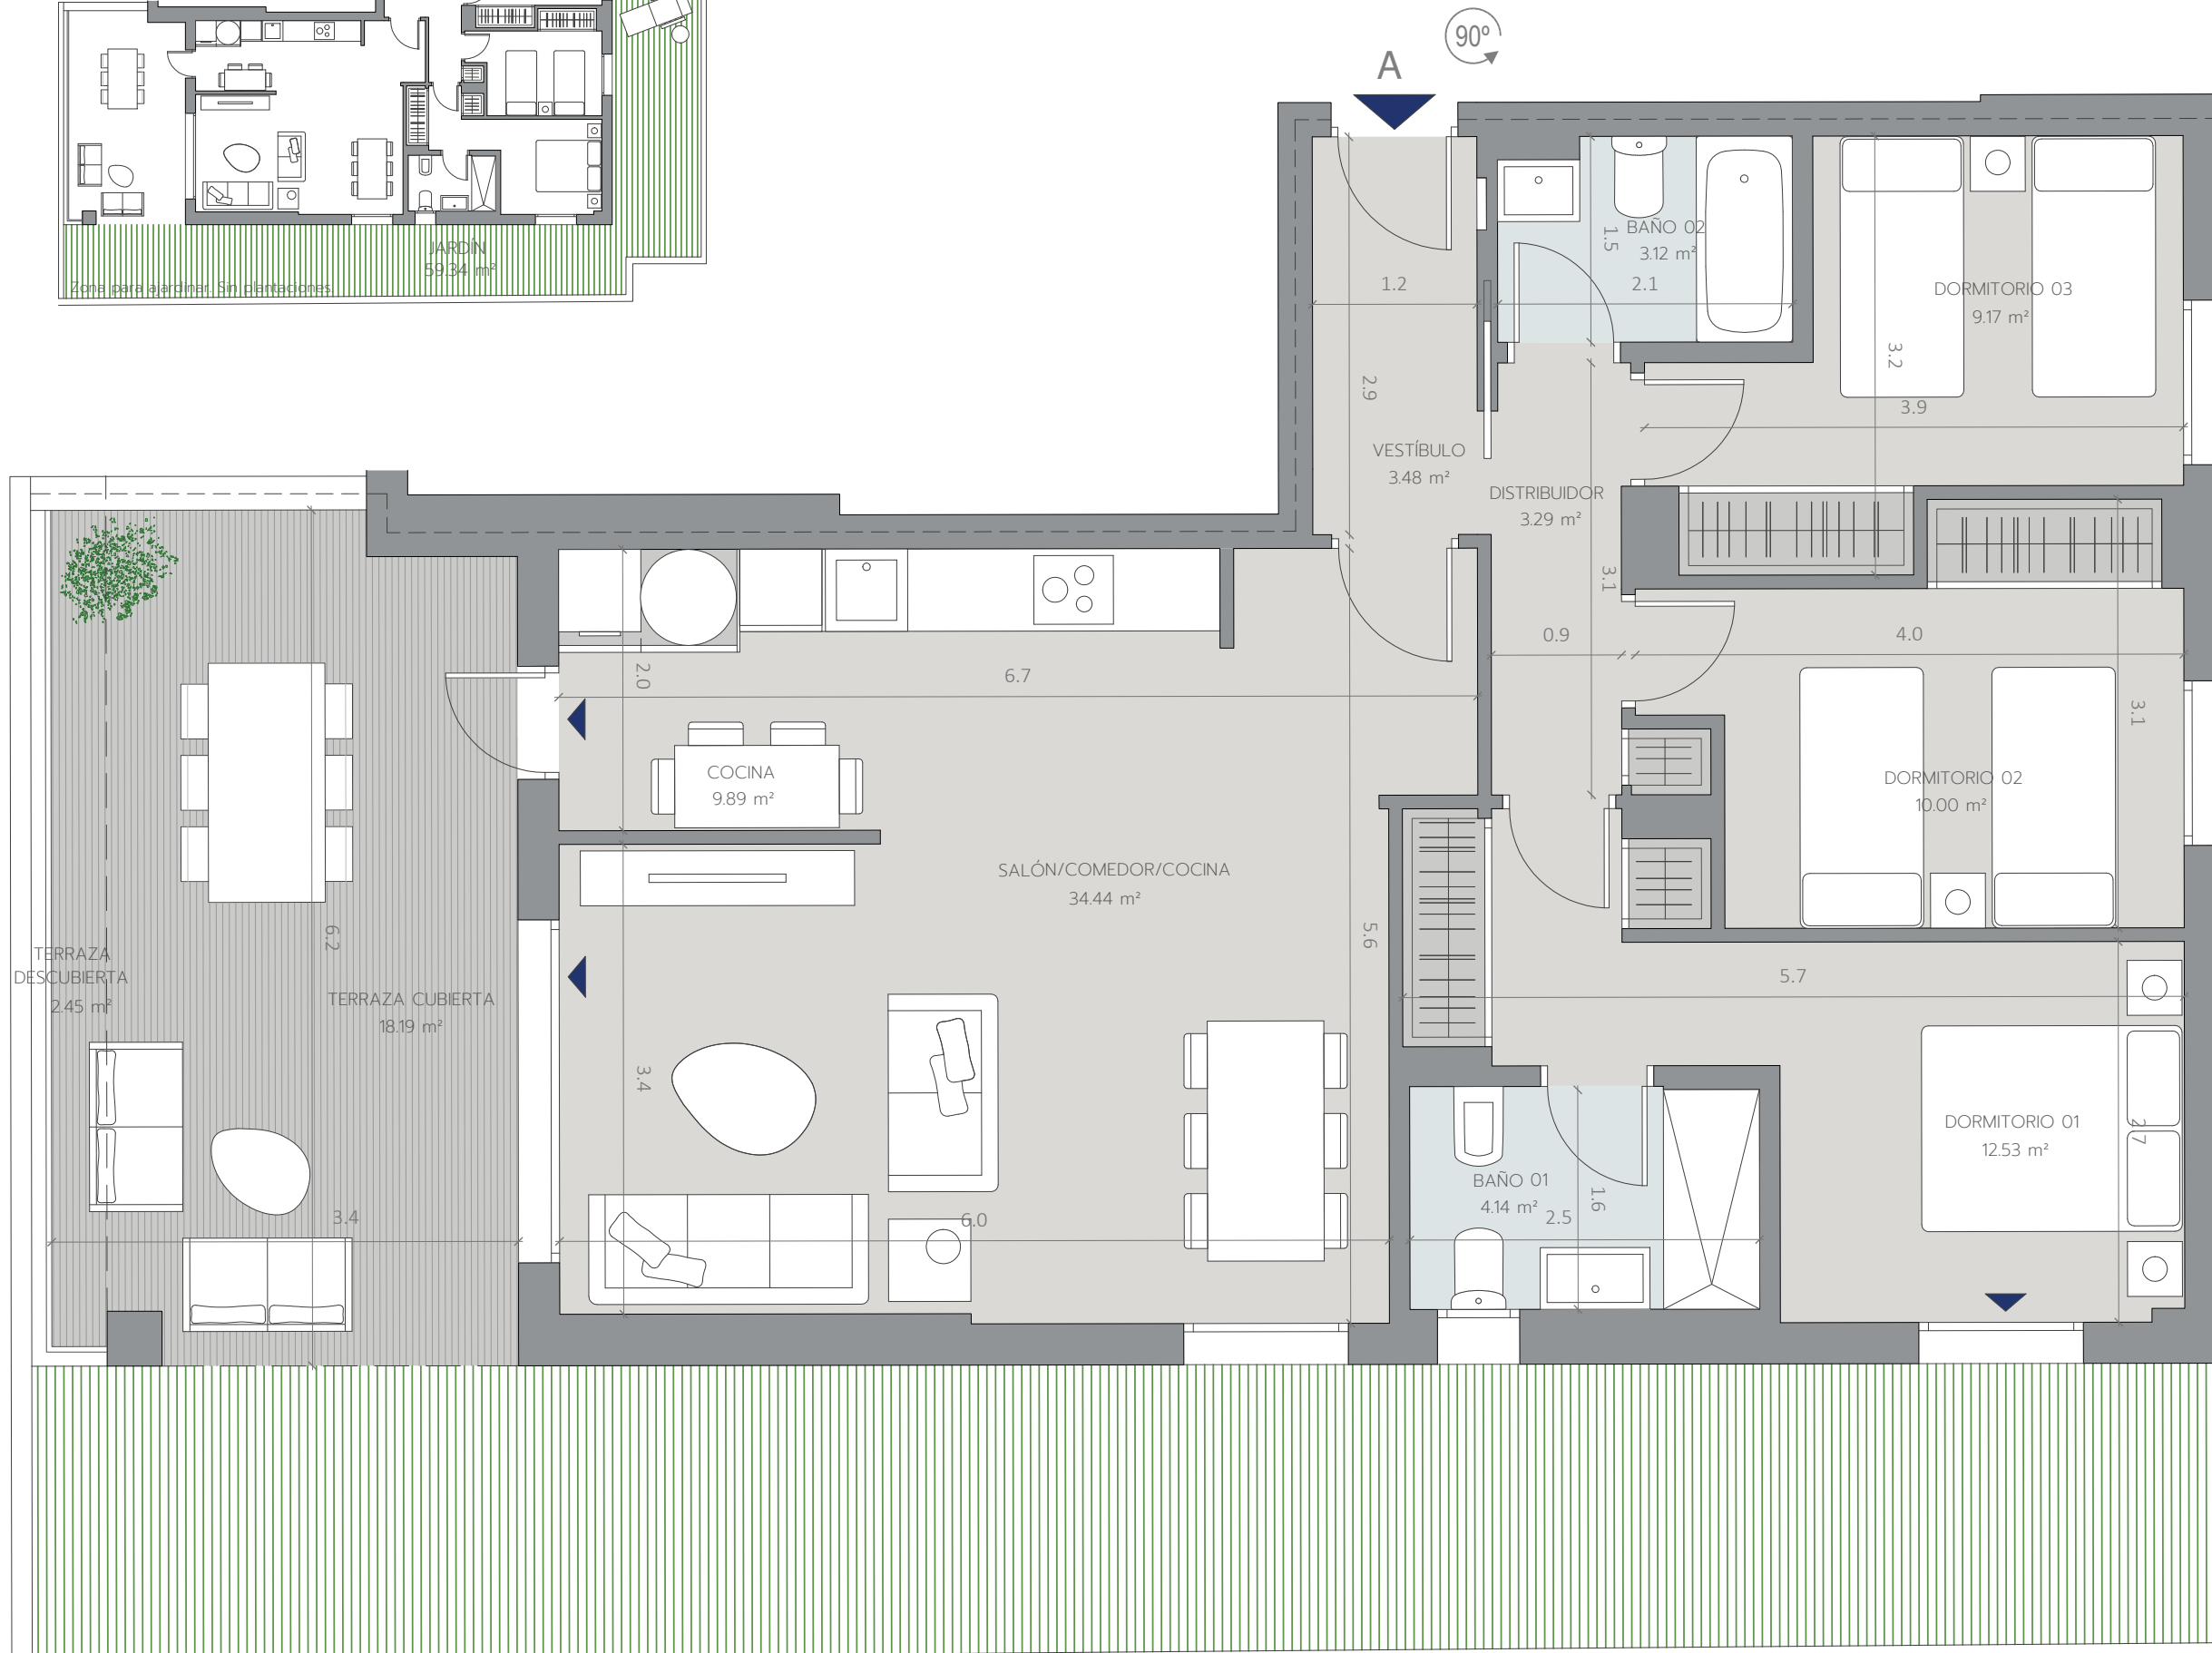 JARDÍN
59.34 m²
Zona para ajardinar. Sin plantaciones.
A
90º
BAÑO 02
3.12 m²
1.5
2.1
1.2
DORMITORIO 03
9.17 m²
3.2
3.9
2.9
VESTÍBULO
3.48 m²
DISTRIBUIDOR
3.29 m²
3.1
0.9
4.0
2.0
6.7
3.1
COCINA
9.89 m²
DORMITORIO 02
10.00 m²
SALÓN/COMEDOR/COCINA
34.44 m²
6.2
5.6
TERRAZA
DESCUBIERTA
2.45 m²
TERRAZA CUBIERTA
18.19 m²
5.7
3.4
DORMITORIO 01
12.53 m²
2.7
BAÑO 01
4.14 m²
1.6
2.5
3.4
6.0